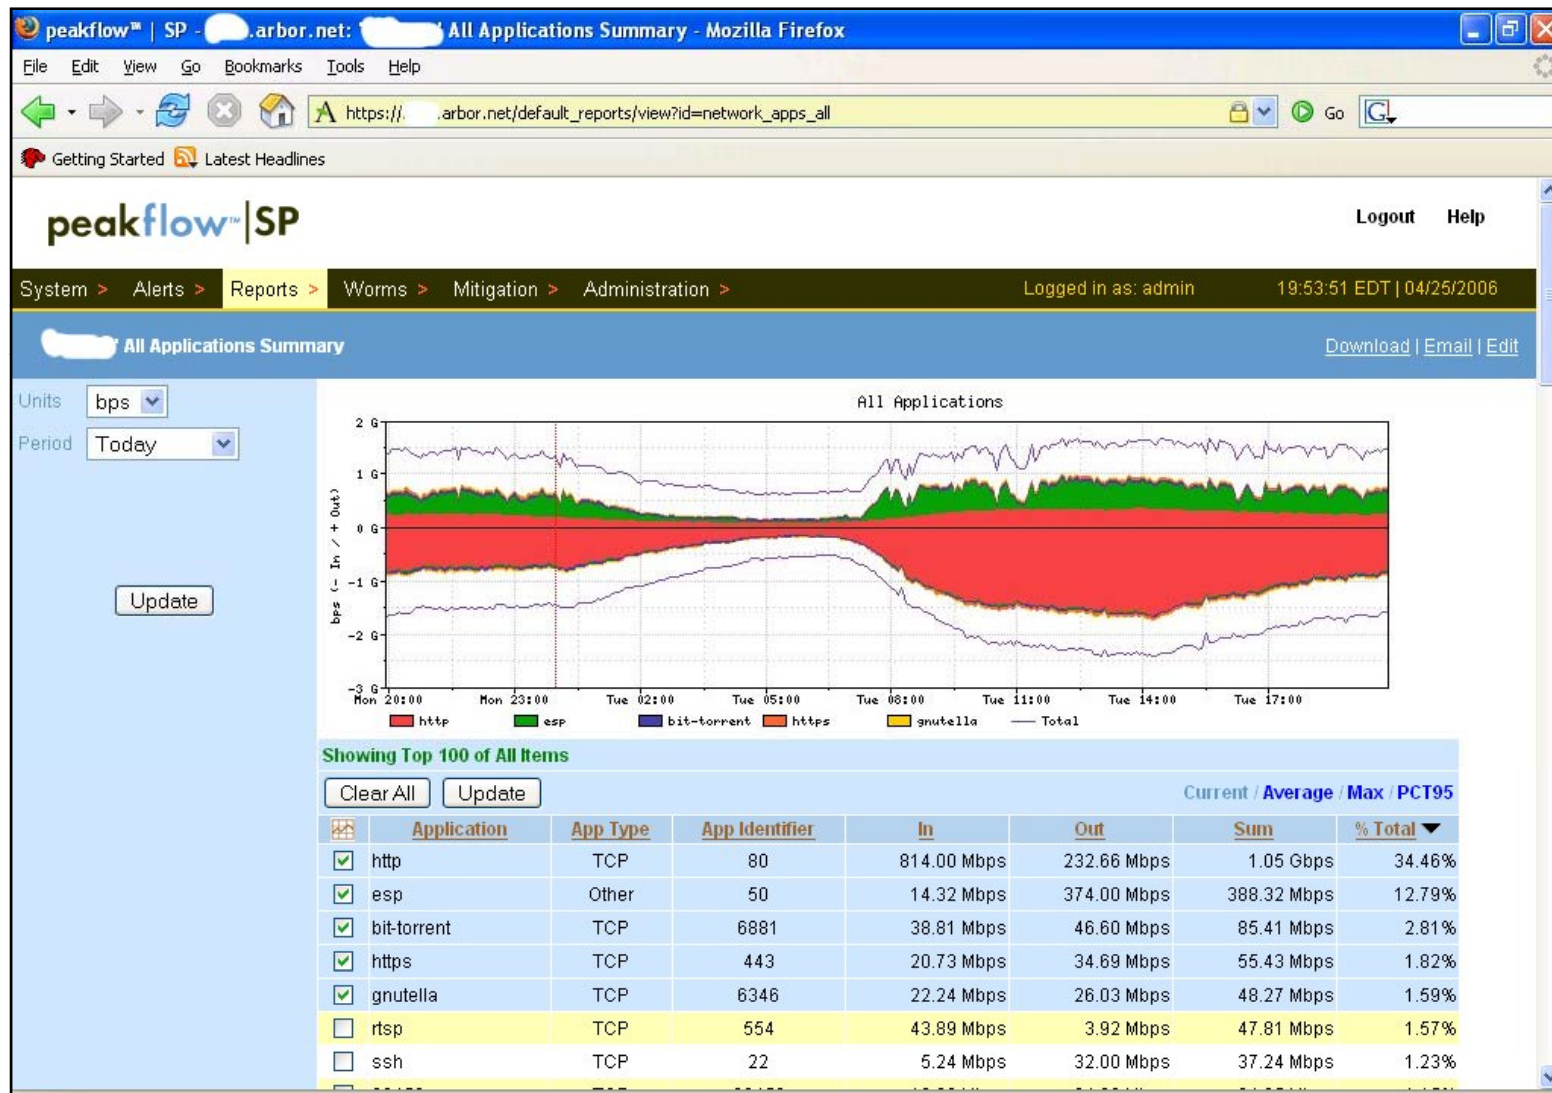 peakflow™ | SP - .arbor.net: ' All Applications Summary - Mozilla Firefox
File Edit View Go Bookmarks Tools Help
https:// .arbor.net/default_reports/view?id=network_apps_all Go G
Getting Started Latest Headlines
peakflow™|SP
Logout Help
System > Alerts > Reports > Worms > Mitigation > Administration > Logged in as: admin 19:53:51 EDT | 04/25/2006
' All Applications Summary Download | Email | Edit
Units bps
Period Today
Update
All Applications
bps (- In / + Out)
2 G
1 G
0 G
-1 G
-2 G
-3 G
Mon 20:00 Mon 23:00 Tue 02:00 Tue 05:00 Tue 08:00 Tue 11:00 Tue 14:00 Tue 17:00
http esp bit-torrent https gnutella Total
Showing Top 100 of All Items
Clear All Update Current / Average / Max / PCT95
Application App Type App Identifier In Out Sum % Total
http TCP 80 814.00 Mbps 232.66 Mbps 1.05 Gbps 34.46%
esp Other 50 14.32 Mbps 374.00 Mbps 388.32 Mbps 12.79%
bit-torrent TCP 6881 38.81 Mbps 46.60 Mbps 85.41 Mbps 2.81%
https TCP 443 20.73 Mbps 34.69 Mbps 55.43 Mbps 1.82%
gnutella TCP 6346 22.24 Mbps 26.03 Mbps 48.27 Mbps 1.59%
rtsp TCP 554 43.89 Mbps 3.92 Mbps 47.81 Mbps 1.57%
ssh TCP 22 5.24 Mbps 32.00 Mbps 37.24 Mbps 1.23%